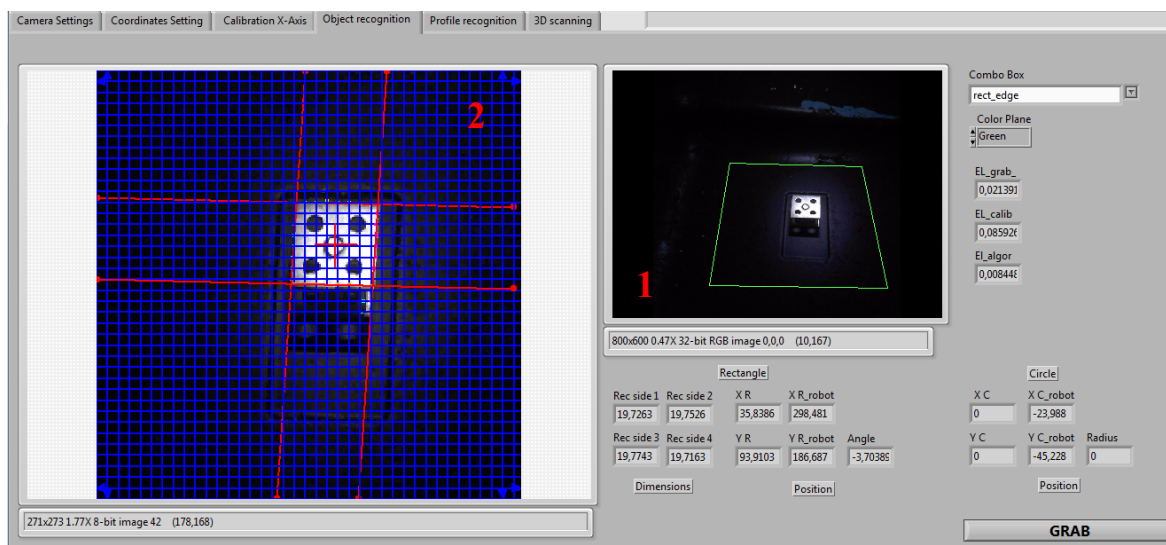 Camera Settings Coordinates Setting Calibration X-Axis Object recognition Profile recognition 3D scanning
2
1
271x273 1.77X 8-bit image 42 (178,168)
800x600 0.47X 32-bit RGB image 0,0,0 (10,167)
Combo Box
rect_edge
Color Plane
Green
EL_grab_
0,021391
EL_calib
0,085926
El_algor
0,008448
Rectangle
Rec side 1 Rec side 2 X R X R_robot
19,7263 19,7526 35,8386 298,481
Rec side 3 Rec side 4 Y R Y R_robot Angle
19,7743 19,7163 93,9103 186,687 -3,70389
Dimensions Position
Circle
X C X C_robot
0 -23,988
Y C Y C_robot Radius
0 -45,228 0
Position
GRAB